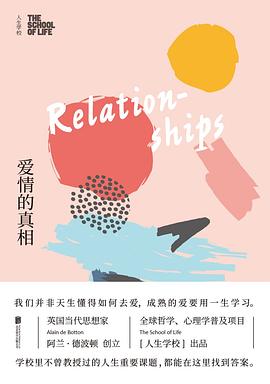 人生学校
THE
SCHOOL
OF LIFE
Relation-
ships
爱情的真相
我们并非天生懂得如何去爱，成熟的爱要用一生学习。
英国当代思想家
Alain de Botton
阿兰·德波顿 创立
全球哲学、心理学普及项目
The School of Life
［人生学校］出品
学校里不曾教授过的人生重要课题，都能在这里找到答案。